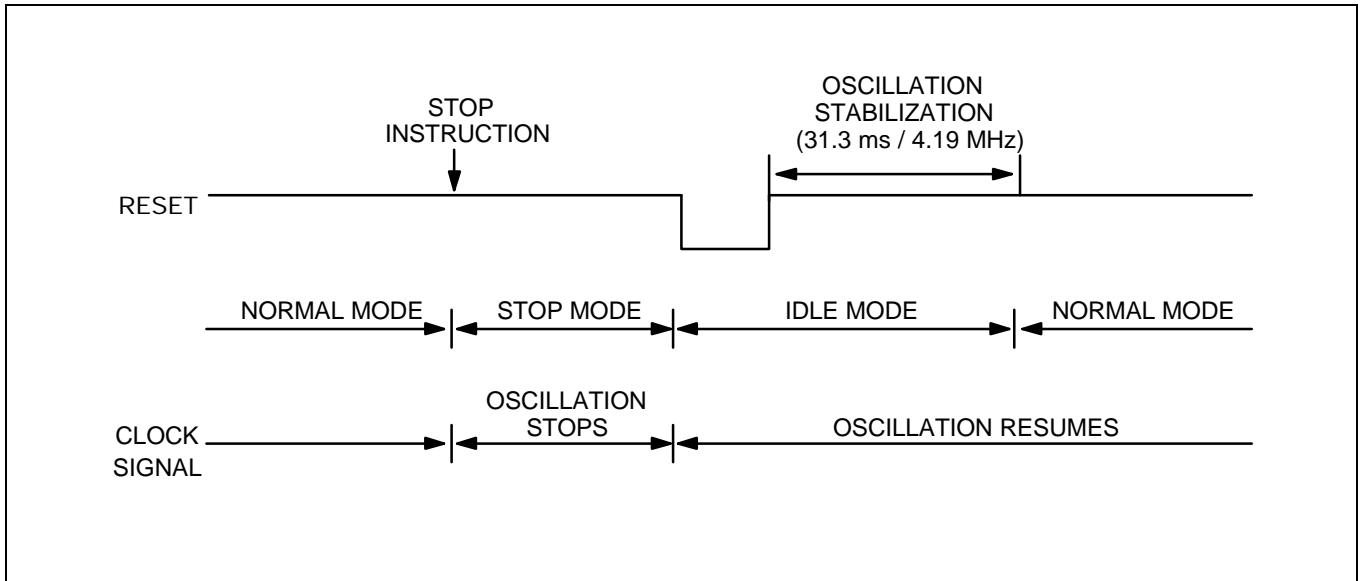 STOP
INSTRUCTION
OSCILLATION
STABILIZATION
(31.3 ms / 4.19 MHz)
RESET
NORMAL MODE
STOP MODE
IDLE MODE
NORMAL MODE
OSCILLATION
STOPS
OSCILLATION RESUMES
CLOCK
SIGNAL